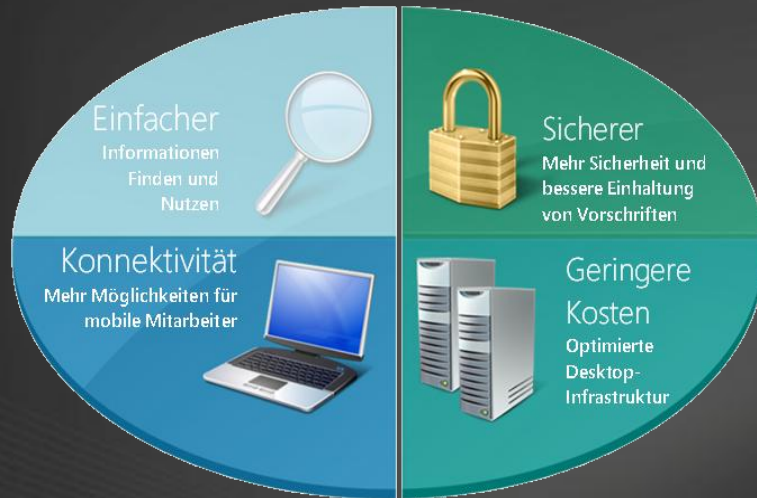 Einfacher
Informationen
Finden und
Nutzen
Sicherer
Mehr Sicherheit und
bessere Einhaltung
von Vorschriften
Konnektivität
Mehr Möglichkeiten für
mobile Mitarbeiter
Geringere
Kosten
Optimierte
Desktop-
Infrastruktur